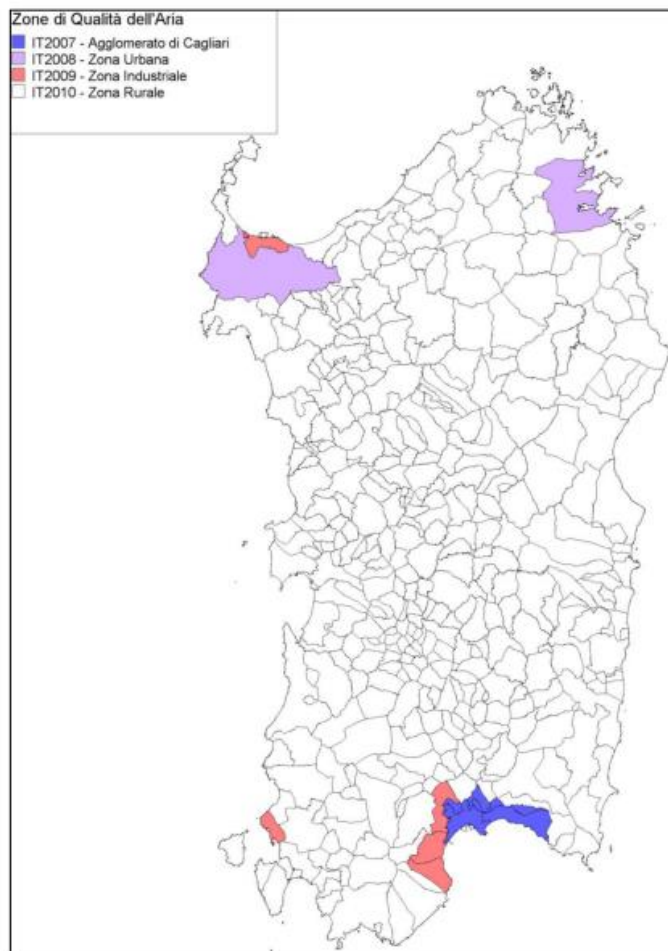 Zone di Qualità dell'Aria
IT2007 - Agglomerato di Cagliari
IT2008 - Zona Urbana
IT2009 - Zona Industriale
IT2010 - Zona Rurale